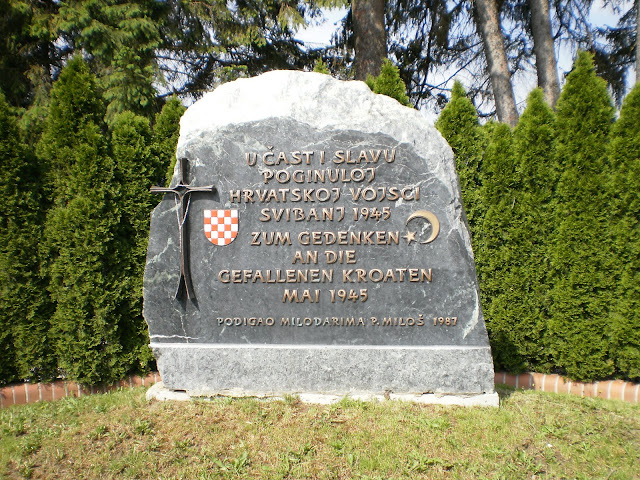 U ČAST I SLAVU
POGINULOJ
HRVATSKOJ VOJSCI
SVIBANJ 1945
ZUM GEDENKEN
AN DIE
GEFALLENEN KROATEN
MAI 1945
PODIGAO MILODARIMA P. MILOŠ 1987